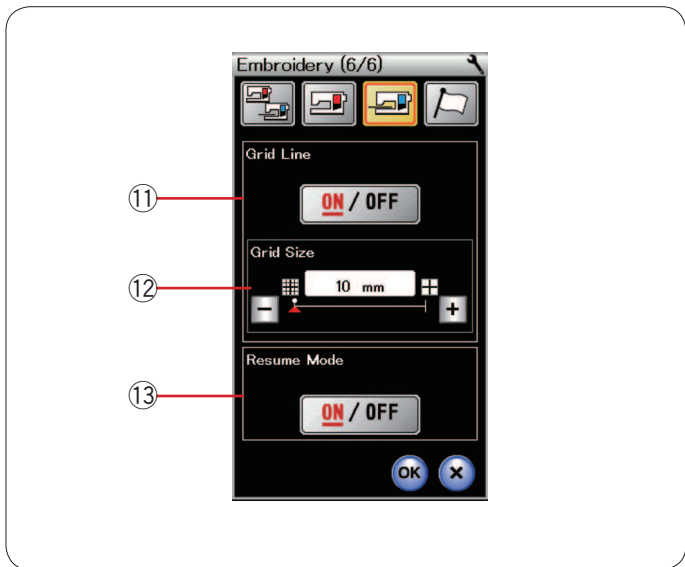 Embroidery (6/6)
Grid Line
⑪
ON / OFF
Grid Size
⑫
10 mm
− +
Resume Mode
⑬
ON / OFF
OK ×